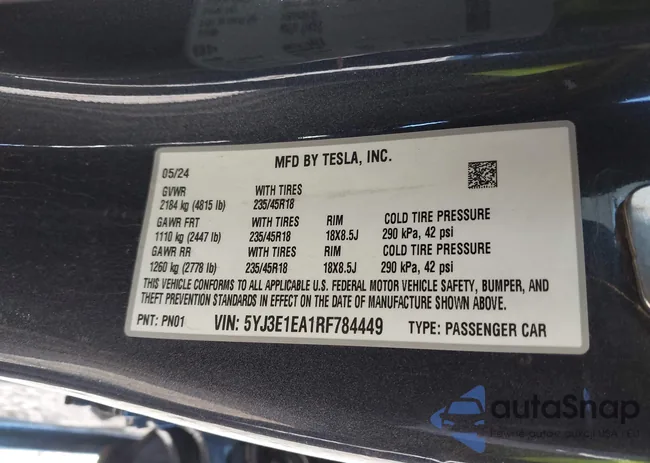 MFD BY TESLA, INC.
05/24
GVWR WITH TIRES
2184 kg (4815 lb) 235/45R18
GAWR FRT WITH TIRES RIM COLD TIRE PRESSURE
1110 kg (2447 lb) 235/45R18 18X8.5J 290 kPa, 42 psi
GAWR RR WITH TIRES RIM COLD TIRE PRESSURE
1260 kg (2778 lb) 235/45R18 18X8.5J 290 kPa, 42 psi
THIS VEHICLE CONFORMS TO ALL APPLICABLE U.S. FEDERAL MOTOR VEHICLE SAFETY, BUMPER, AND
THEFT PREVENTION STANDARDS IN EFFECT ON THE DATE OF MANUFACTURE SHOWN ABOVE.
PNT: PN01 VIN: 5YJ3E1EA1RF784449 TYPE: PASSENGER CAR
autaShap